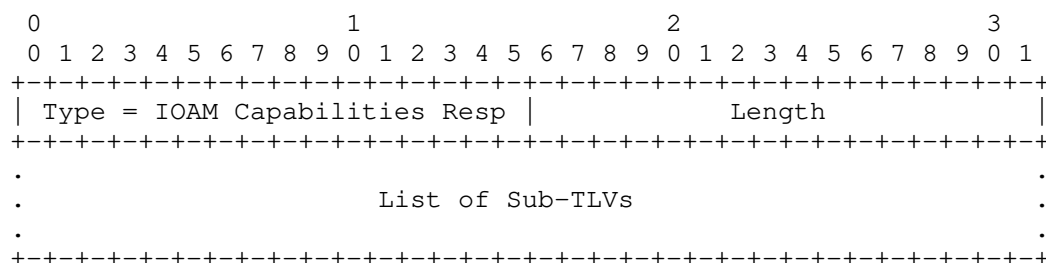 0                   1                   2                   3
 0 1 2 3 4 5 6 7 8 9 0 1 2 3 4 5 6 7 8 9 0 1 2 3 4 5 6 7 8 9 0 1
+-+-+-+-+-+-+-+-+-+-+-+-+-+-+-+-+-+-+-+-+-+-+-+-+-+-+-+-+-+-+-+-+
| Type = IOAM Capabilities Resp |            Length             |
+-+-+-+-+-+-+-+-+-+-+-+-+-+-+-+-+-+-+-+-+-+-+-+-+-+-+-+-+-+-+-+-+
.                                                               .
.                      List of Sub-TLVs                         .
.                                                               .
+-+-+-+-+-+-+-+-+-+-+-+-+-+-+-+-+-+-+-+-+-+-+-+-+-+-+-+-+-+-+-+-+